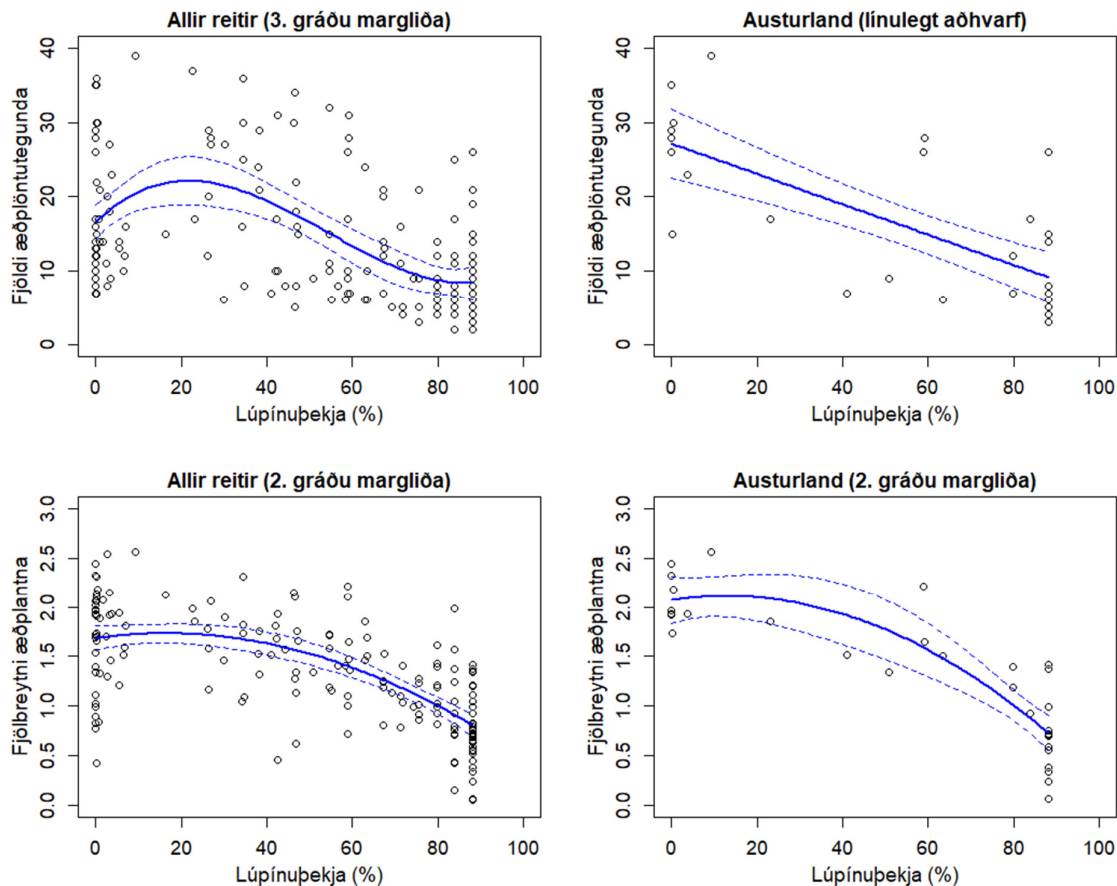 Allir reitir (3. gráðu margliða)
Fjöldi æðplöntutegunda
40
30
20
10
0
0 20 40 60 80 100
Lúpínuþekja (%)
Austurland (línulegt aðhvarf)
Fjöldi æðplöntutegunda
40
30
20
10
0
0 20 40 60 80 100
Lúpínuþekja (%)
Allir reitir (2. gráðu margliða)
Fjölbreytni æðplantna
3.0
2.5
2.0
1.5
1.0
0.5
0.0
0 20 40 60 80 100
Lúpínuþekja (%)
Austurland (2. gráðu margliða)
Fjölbreytni æðplantna
3.0
2.5
2.0
1.5
1.0
0.5
0.0
0 20 40 60 80 100
Lúpínuþekja (%)